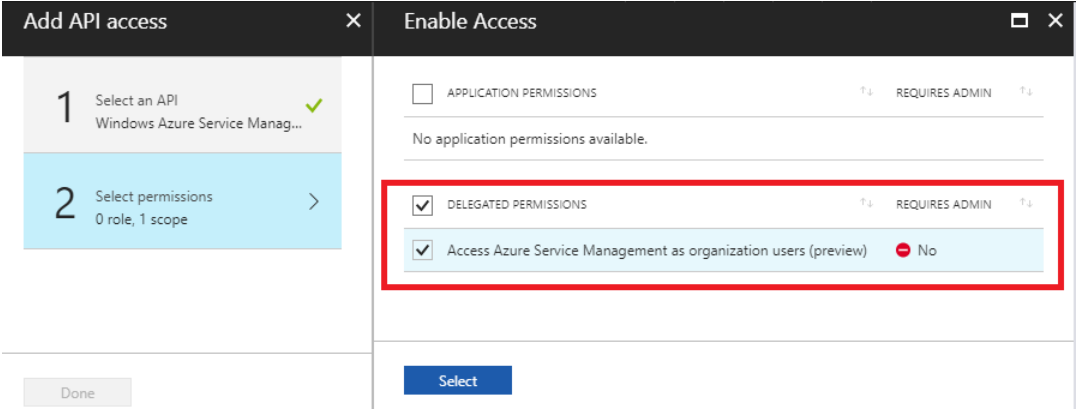 Add API access
1
Select an API
Windows Azure Service Manag...
2
Select permissions
0 role, 1 scope
Done
Enable Access
APPLICATION PERMISSIONS REQUIRES ADMIN
No application permissions available.
DELEGATED PERMISSIONS REQUIRES ADMIN
Access Azure Service Management as organization users (preview) No
Select